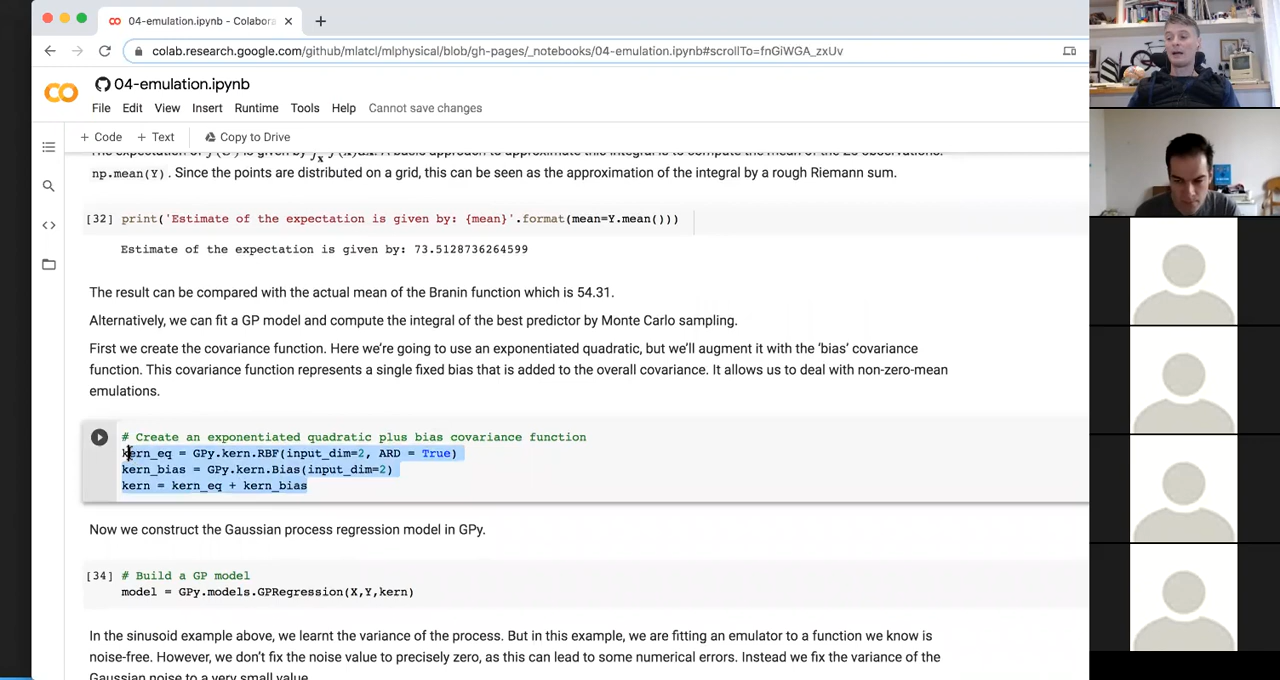 04-emulation.ipynb - Colabora
colab.research.google.com/github/mlatcl/mlphysical/blob/gh-pages/_notebooks/04-emulation.ipynb#scrollTo=fnGiWGA_zxUv
04-emulation.ipynb
File Edit View Insert Runtime Tools Help Cannot save changes
+ Code + Text Copy to Drive
np.mean(Y). Since the points are distributed on a grid, this can be seen as the approximation of the integral by a rough Riemann sum.
[32] print('Estimate of the expectation is given by: {mean}'.format(mean=Y.mean()))
Estimate of the expectation is given by: 73.5128736264599
The result can be compared with the actual mean of the Branin function which is 54.31.
Alternatively, we can fit a GP model and compute the integral of the best predictor by Monte Carlo sampling.
First we create the covariance function. Here we’re going to use an exponentiated quadratic, but we’ll augment it with the ‘bias’ covariance
function. This covariance function represents a single fixed bias that is added to the overall covariance. It allows us to deal with non-zero-mean
emulations.
# Create an exponentiated quadratic plus bias covariance function
kern_eq = GPy.kern.RBF(input_dim=2, ARD = True)
kern_bias = GPy.kern.Bias(input_dim=2)
kern = kern_eq + kern_bias
Now we construct the Gaussian process regression model in GPy.
[34] # Build a GP model
model = GPy.models.GPRegression(X,Y,kern)
In the sinusoid example above, we learnt the variance of the process. But in this example, we are fitting an emulator to a function we know is
noise-free. However, we don’t fix the noise value to precisely zero, as this can lead to some numerical errors. Instead we fix the variance of the
Gaussian noise to a very small value.